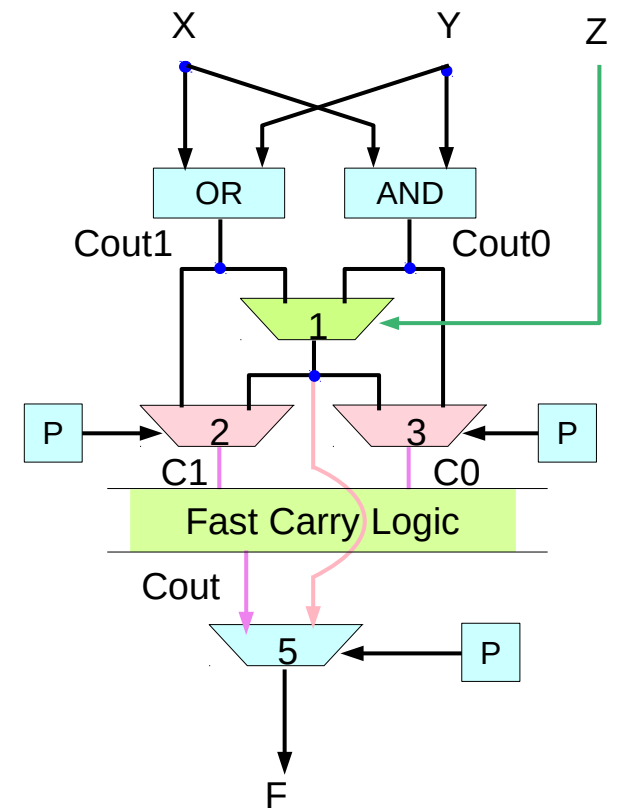 X Y Z
OR AND
Cout1 Cout0
1
P 2 3 P
C1 C0
Fast Carry Logic
Cout
5 P
F